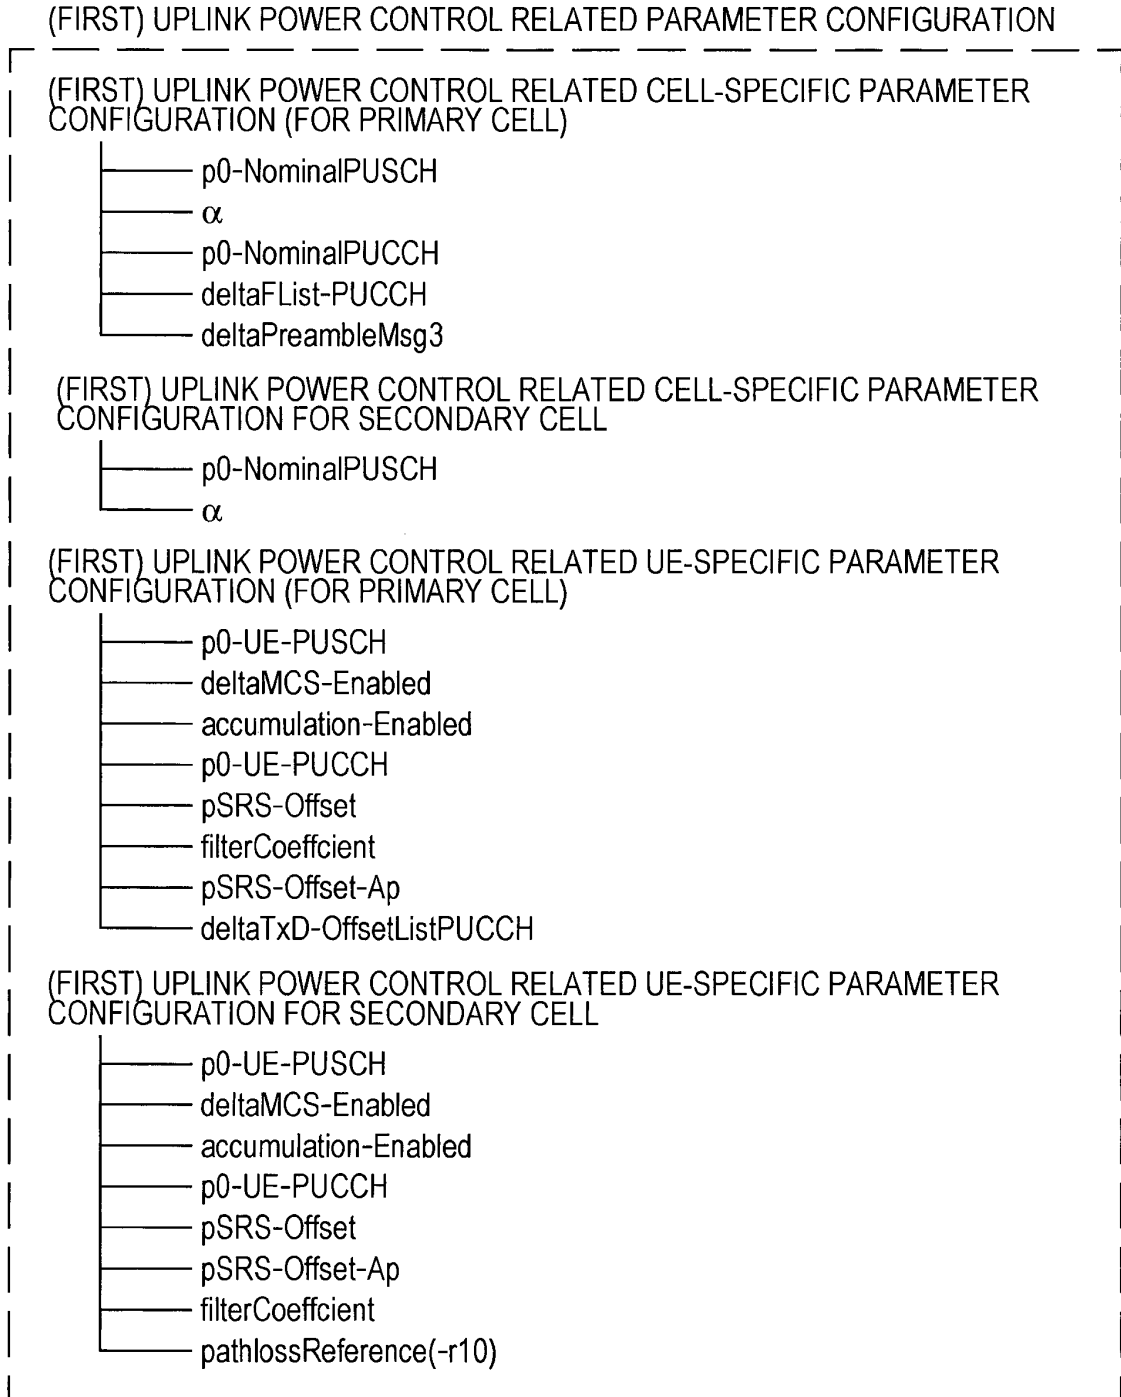 (FIRST) UPLINK POWER CONTROL RELATED PARAMETER CONFIGURATION
(FIRST) UPLINK POWER CONTROL RELATED CELL-SPECIFIC PARAMETER
CONFIGURATION (FOR PRIMARY CELL)
p0-NominalPUSCH
α
p0-NominalPUCCH
deltaFList-PUCCH
deltaPreambleMsg3
(FIRST) UPLINK POWER CONTROL RELATED CELL-SPECIFIC PARAMETER
CONFIGURATION FOR SECONDARY CELL
p0-NominalPUSCH
α
(FIRST) UPLINK POWER CONTROL RELATED UE-SPECIFIC PARAMETER
CONFIGURATION (FOR PRIMARY CELL)
p0-UE-PUSCH
deltaMCS-Enabled
accumulation-Enabled
p0-UE-PUCCH
pSRS-Offset
filterCoeffcient
pSRS-Offset-Ap
deltaTxD-OffsetListPUCCH
(FIRST) UPLINK POWER CONTROL RELATED UE-SPECIFIC PARAMETER
CONFIGURATION FOR SECONDARY CELL
p0-UE-PUSCH
deltaMCS-Enabled
accumulation-Enabled
p0-UE-PUCCH
pSRS-Offset
pSRS-Offset-Ap
filterCoeffcient
pathlossReference(-r10)